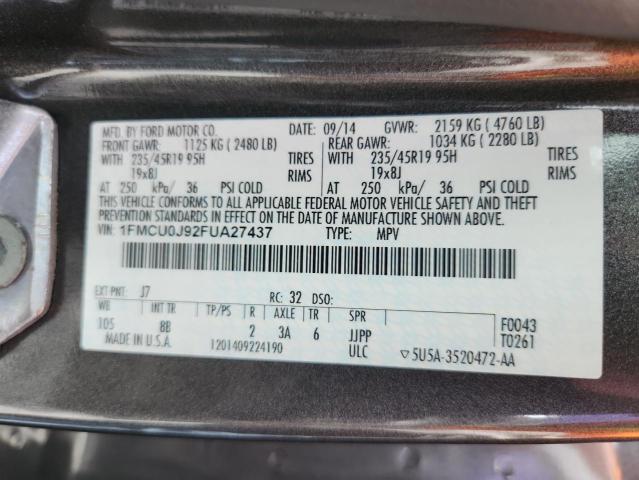 MFD. BY FORD MOTOR CO. DATE: 09/14 GVWR: 2159 KG ( 4760 LB)
FRONT GAWR: 1125 KG ( 2480 LB) REAR GAWR: 1034 KG ( 2280 LB)
WITH 235/45R19 95H TIRES WITH 235/45R19 95H TIRES
19x8J RIMS 19x8J RIMS
AT 250 kPa/ 36 PSI COLD AT 250 kPa/ 36 PSI COLD
THIS VEHICLE CONFORMS TO ALL APPLICABLE FEDERAL MOTOR VEHICLE SAFETY AND THEFT
PREVENTION STANDARDS IN EFFECT ON THE DATE OF MANUFACTURE SHOWN ABOVE.
VIN: 1FMCU0J92FUA27437 TYPE: MPV
EXT PNT: J7 RC: 32 DSO:
WB INT TR TP/PS R AXLE TR SPR F0043
105 8B 2 3A 6 JJPP T0261
MADE IN U.S.A. 1201409224190 ULC ▽5U5A-3520472-AA